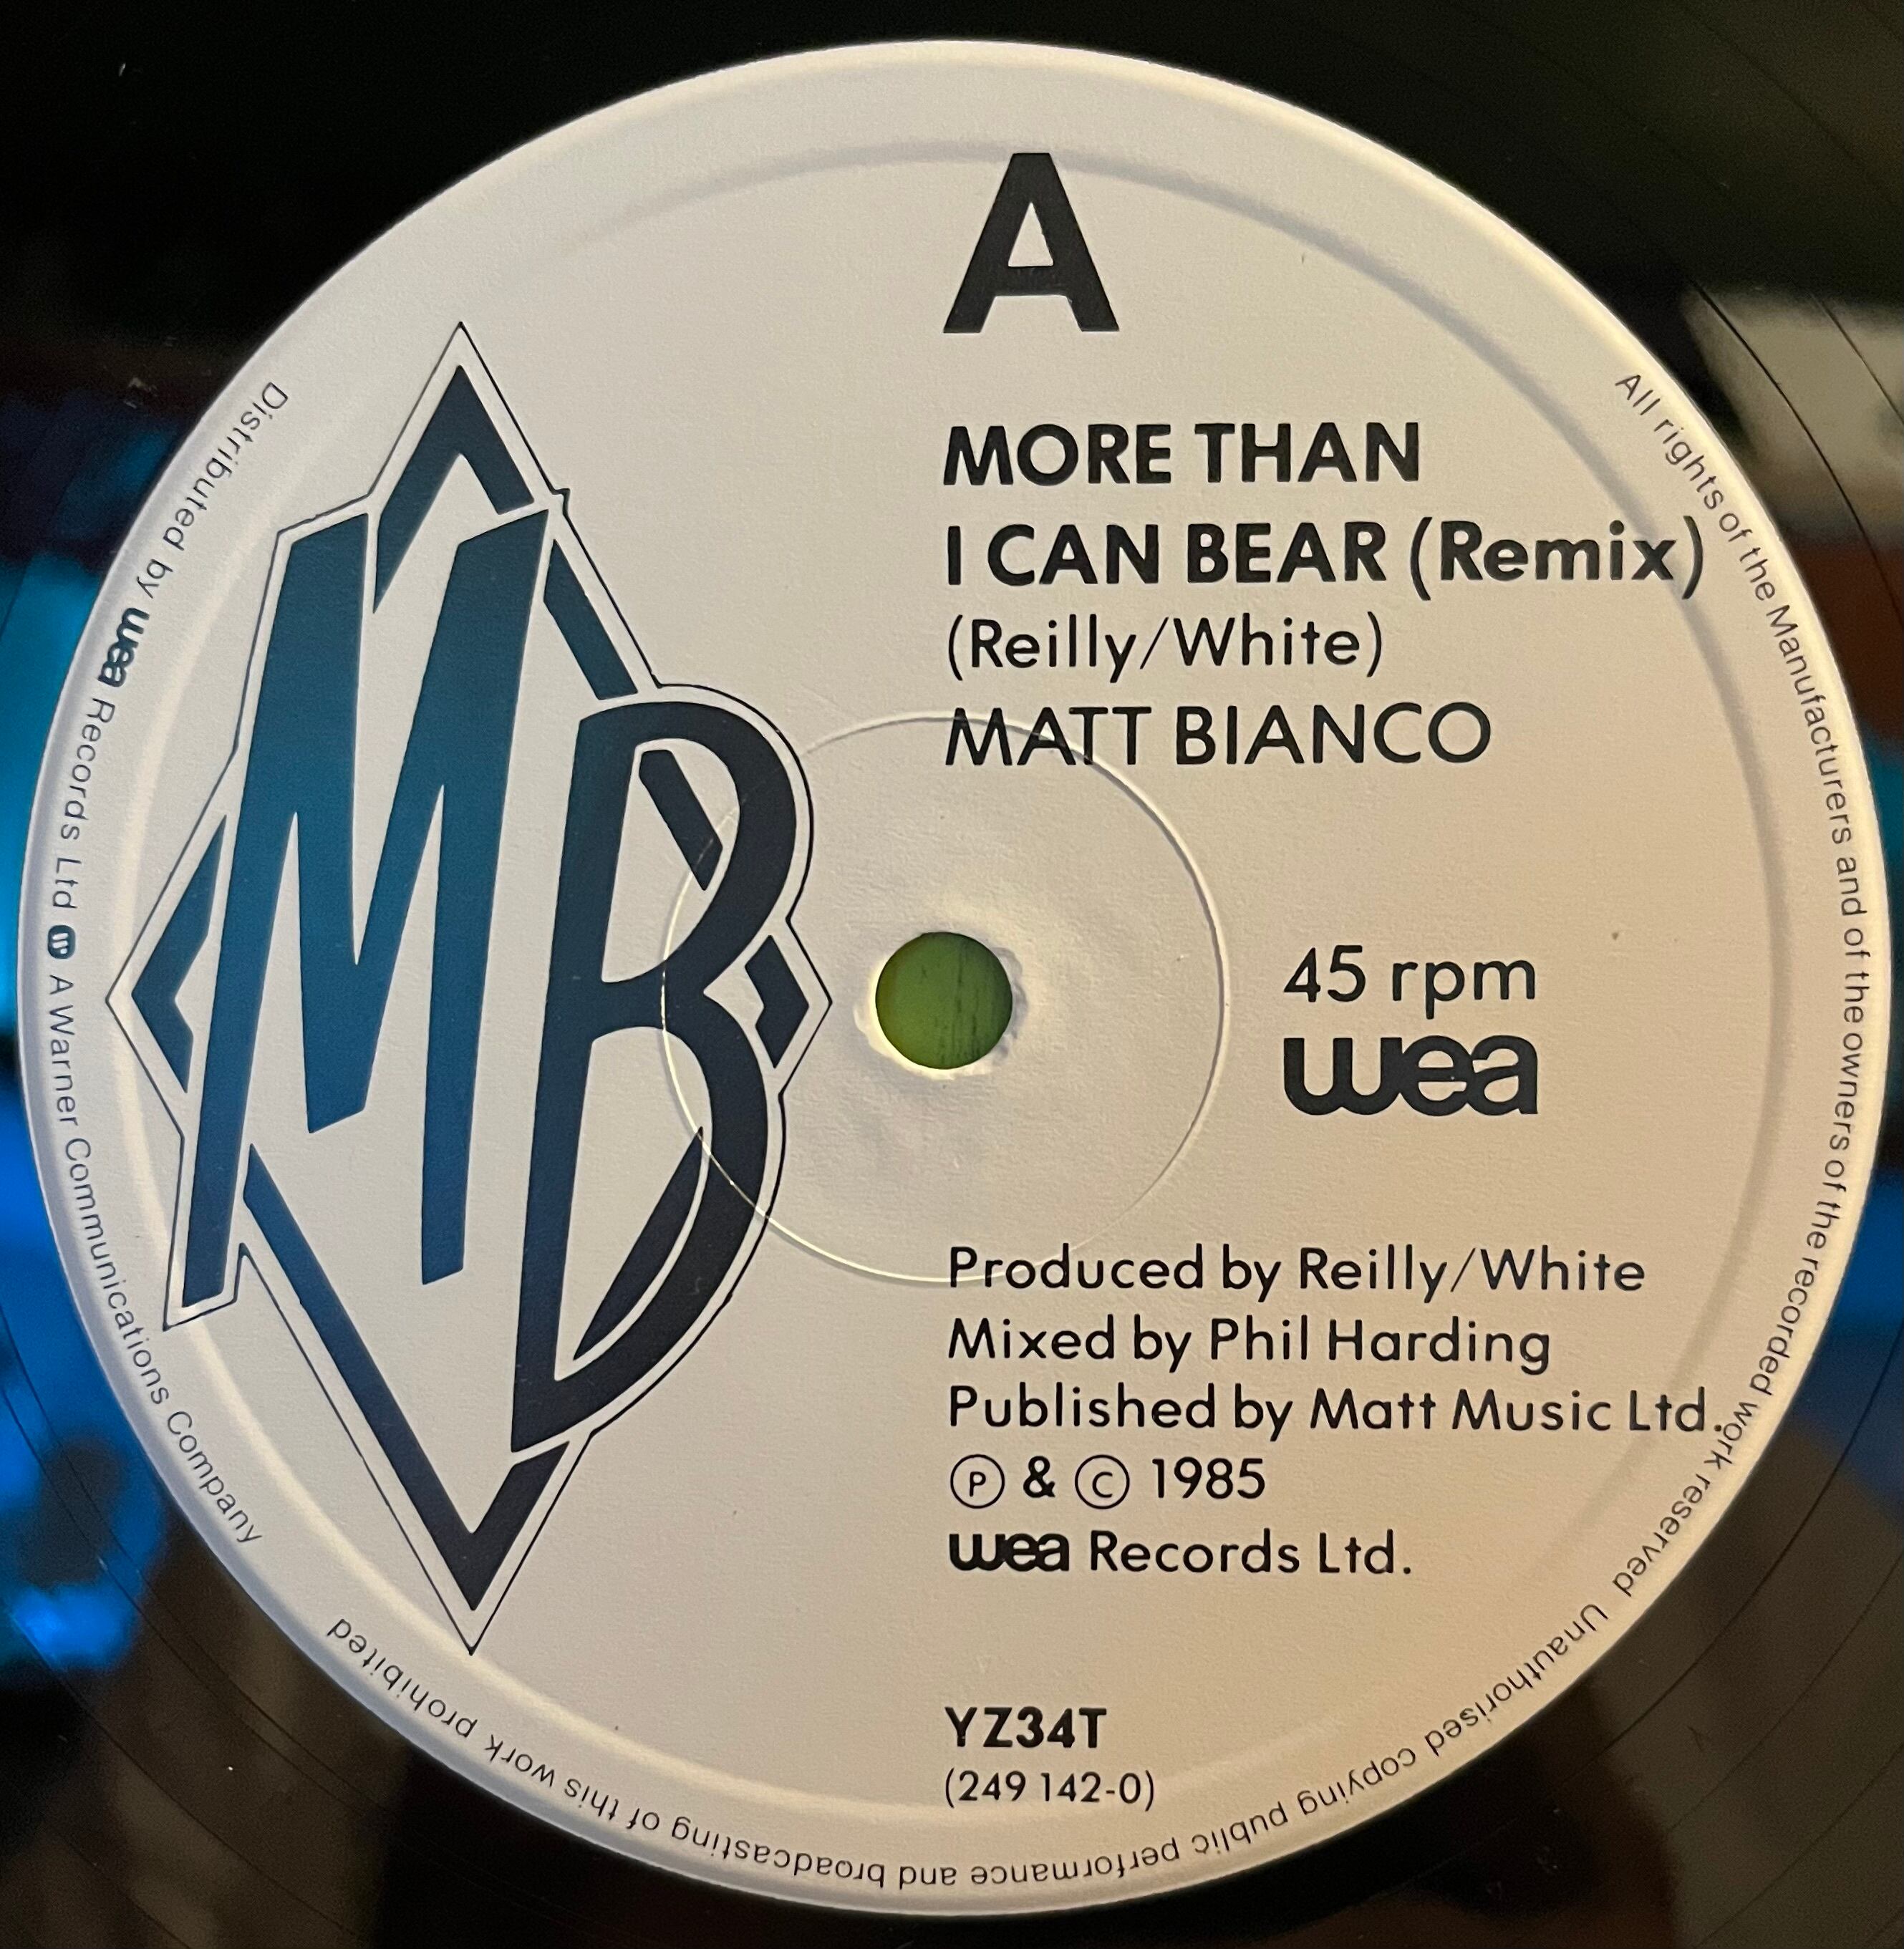 A
MORE THAN
I CAN BEAR (Remix)
(Reilly/White)
MATT BIANCO
MB
45 rpm
wea
Produced by Reilly/White
Mixed by Phil Harding
Published by Matt Music Ltd.
Ⓟ & © 1985
wea Records Ltd.
YZ34T
(249 142-0)
All rights of the Manufacturers and of the owners of the recorded work reserved Unauthorised copying public performance and broadcasting of this work prohibited
Distributed by wea Records Ltd W A Warner Communications Company